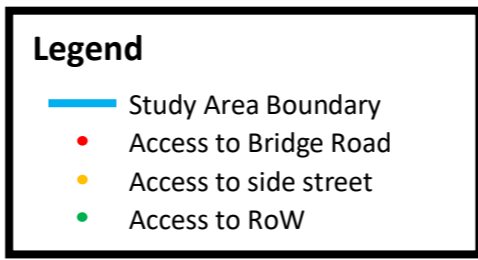 Legend
Study Area Boundary
Access to Bridge Road
Access to side street
Access to RoW